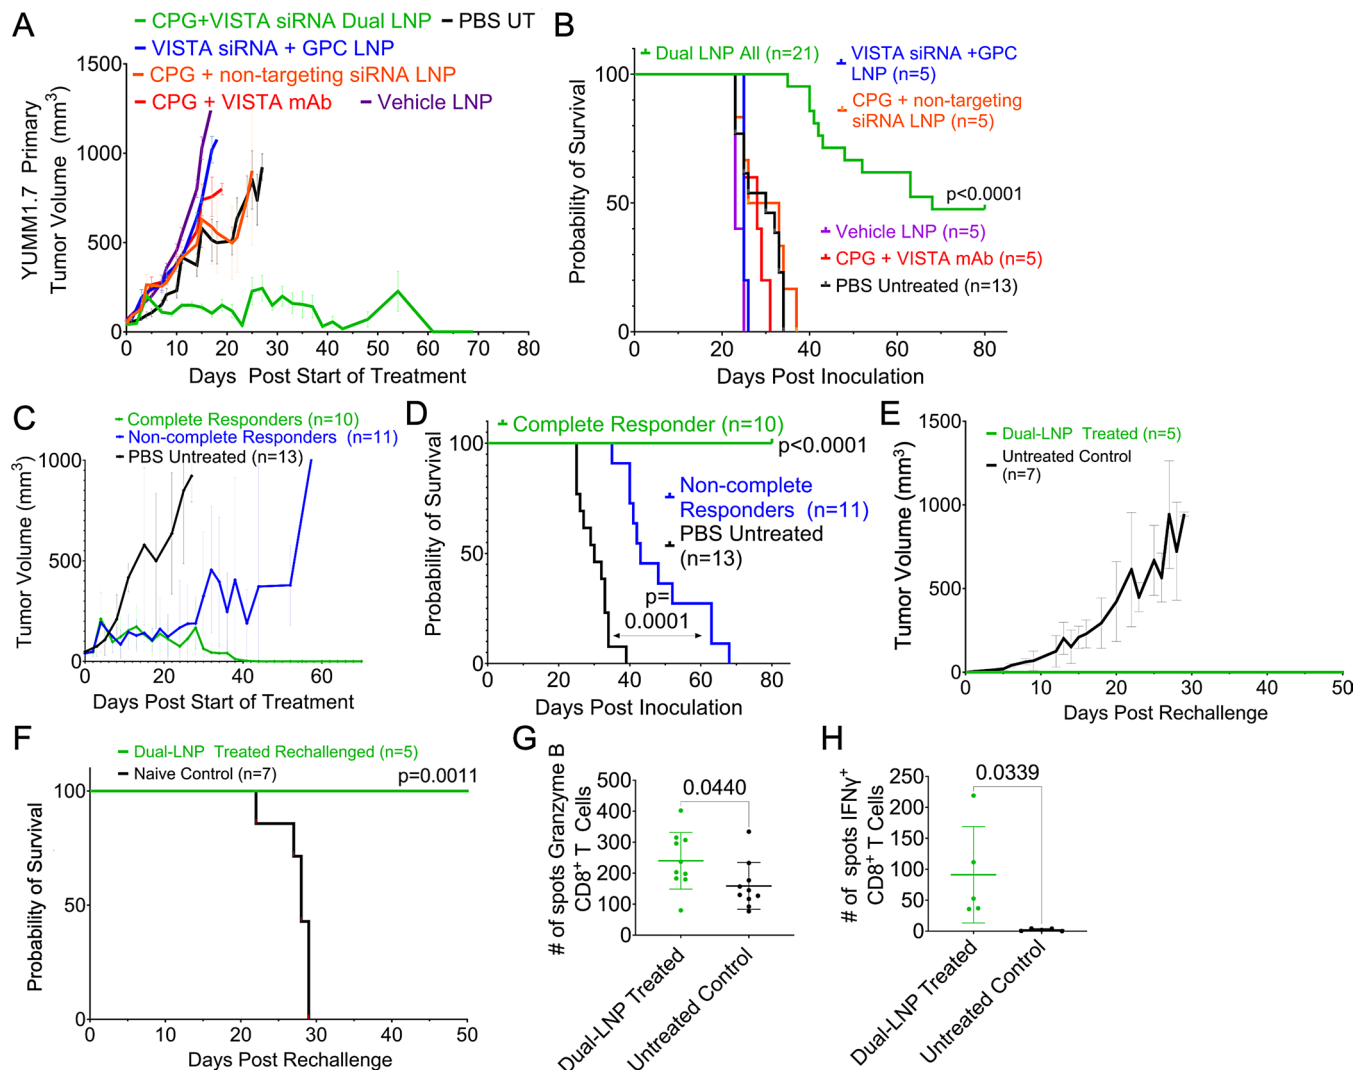 A
CPG+VISTA siRNA Dual LNP
PBS UT
VISTA siRNA + GPC LNP
CPG + non-targeting siRNA LNP
CPG + VISTA mAb
Vehicle LNP
YUMM1.7 Primary
Tumor Volume (mm³)
1500
1000
500
0
0 10 20 30 40 50 60 70 80
Days Post Start of Treatment
B
Dual LNP All (n=21)
VISTA siRNA +GPC
LNP (n=5)
CPG + non-targeting
siRNA LNP (n=5)
p<0.0001
Vehicle LNP (n=5)
CPG + VISTA mAb (n=5)
PBS Untreated (n=13)
Probability of Survival
100
50
0
0 20 40 60 80
Days Post Inoculation
C
Complete Responders (n=10)
Non-complete Responders (n=11)
PBS Untreated (n=13)
Tumor Volume (mm³)
1000
500
0
0 20 40 60
Days Post Start of Treatment
D
Complete Responder (n=10)
p<0.0001
Non-complete
Responders (n=11)
PBS Untreated
(n=13)
p=
0.0001
Probability of Survival
100
50
0
0 20 40 60 80
Days Post Inoculation
E
Dual-LNP Treated (n=5)
Untreated Control
(n=7)
Tumor Volume (mm³)
1500
1000
500
0
0 10 20 30 40 50
Days Post Rechallenge
F
Dual-LNP Treated Rechallenged (n=5)
Naive Control (n=7)
p=0.0011
Probability of Survival
100
50
0
0 10 20 30 40 50
Days Post Rechallenge
G
# of spots Granzyme B
CD8⁺ T Cells
0.0440
500
400
300
200
100
0
Dual-LNP Treated
Untreated Control
H
# of spots IFNγ⁺
CD8⁺ T Cells
0.0339
250
200
150
100
50
0
Dual-LNP Treated
Untreated Control